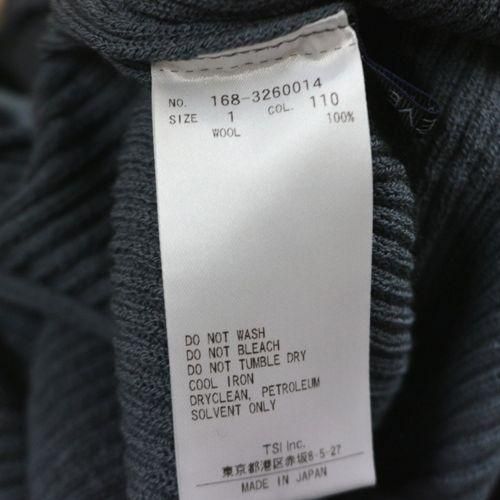 NO. 168-3260014
SIZE 1 COL. 110
WOOL 100%
DO NOT WASH
DO NOT BLEACH
DO NOT TUMBLE DRY
COOL IRON
DRYCLEAN, PETROLEUM
SOLVENT ONLY
TSI Inc.
東京都港区赤坂8-5-27
MADE IN JAPAN